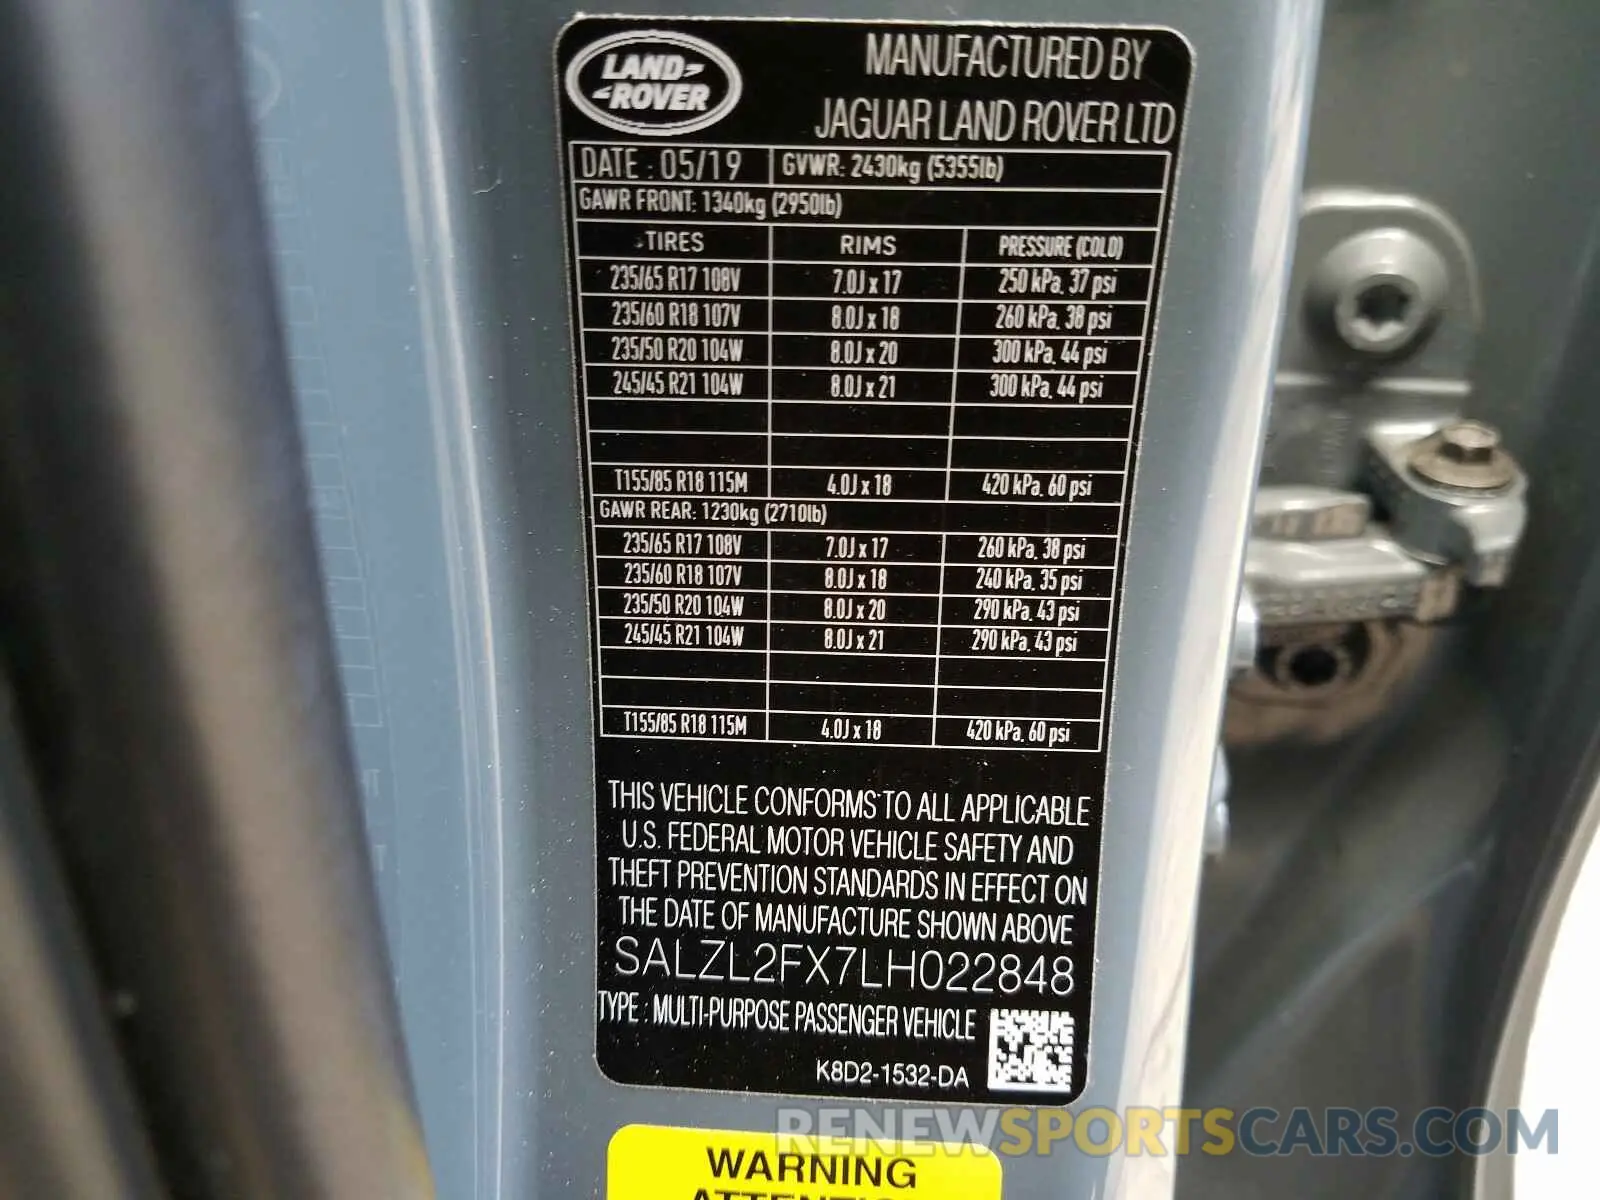 LAND ROVER
MANUFACTURED BY
JAGUAR LAND ROVER LTD
DATE : 05/19 GVWR: 2430kg (5355lb)
GAWR FRONT: 1340kg (2950lb)
TIRES RIMS PRESSURE (COLD)
235/65 R17 108V 7.0J x 17 250 kPa, 37 psi
235/60 R18 107V 8.0J x 18 260 kPa, 38 psi
235/50 R20 104W 8.0J x 20 300 kPa, 44 psi
245/45 R21 104W 8.0J x 21 300 kPa, 44 psi
T155/85 R18 115M 4.0J x 18 420 kPa, 60 psi
GAWR REAR: 1230kg (2710lb)
235/65 R17 108V 7.0J x 17 260 kPa, 38 psi
235/60 R18 107V 8.0J x 18 240 kPa, 35 psi
235/50 R20 104W 8.0J x 20 290 kPa, 43 psi
245/45 R21 104W 8.0J x 21 290 kPa, 43 psi
T155/85 R18 115M 4.0J x 18 420 kPa, 60 psi
THIS VEHICLE CONFORMS TO ALL APPLICABLE
U.S. FEDERAL MOTOR VEHICLE SAFETY AND
THEFT PREVENTION STANDARDS IN EFFECT ON
THE DATE OF MANUFACTURE SHOWN ABOVE
SALZL2FX7LH022848
TYPE : MULTI-PURPOSE PASSENGER VEHICLE
K8D2-1532-DA
RENEWSPORTSCARS.COM
WARNING